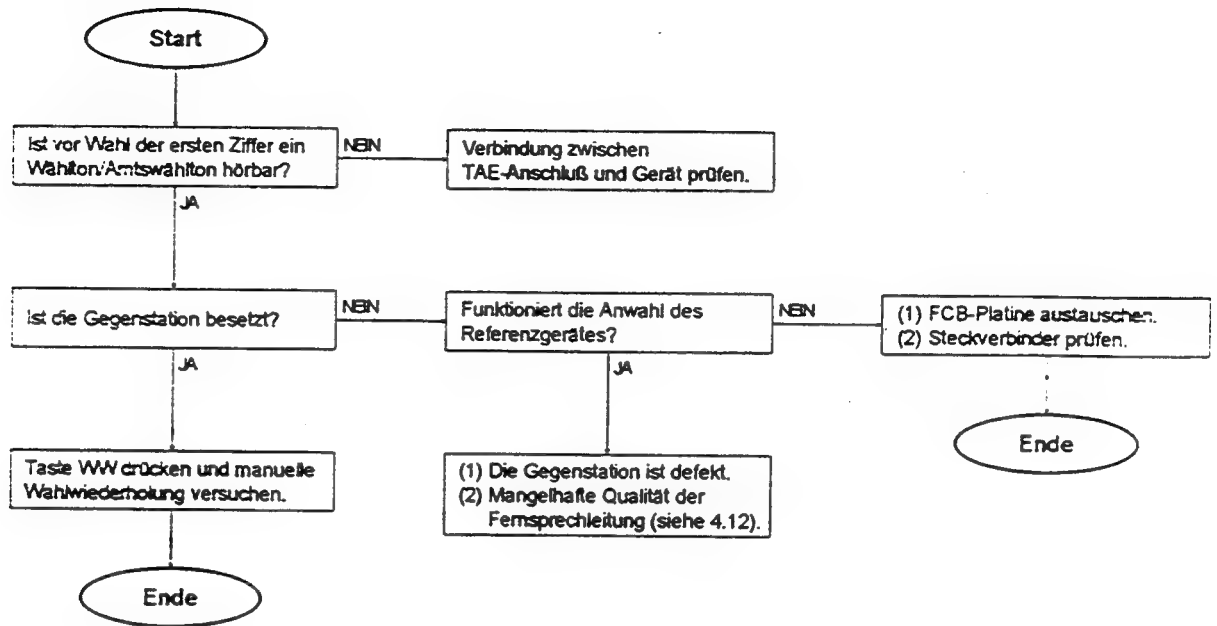 Start
Ist vor Wahl der ersten Ziffer ein
Wählton/Amtswählton hörbar?
NEIN
Verbindung zwischen
TAE-Anschluß und Gerät prüfen.
JA
Ist die Gegenstation besetzt?
NEIN
Funktioniert die Anwahl des
Referenzgerätes?
NEIN
(1) FCB-Platine austauschen.
(2) Steckverbinder prüfen.
JA
JA
Ende
Taste WW drücken und manuelle
Wahlwiederholung versuchen.
(1) Die Gegenstation ist defekt.
(2) Mangelhafte Qualität der
Fernsprechleitung (siehe 4.12).
Ende